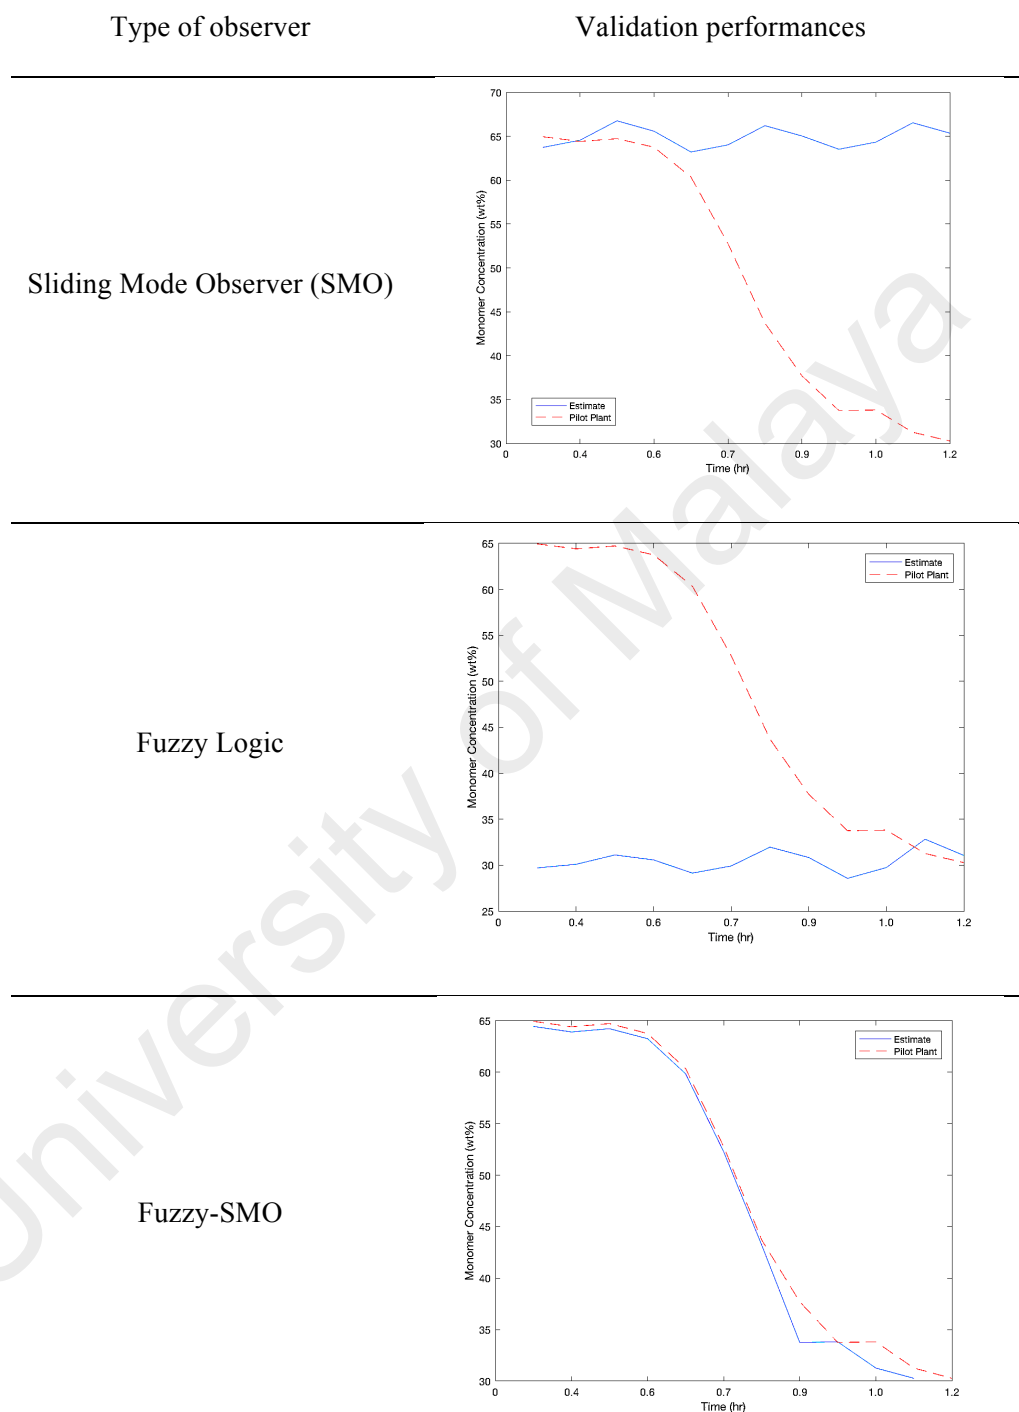 Type of observer
Validation performances
Sliding Mode Observer (SMO)
70
65
60
55
50
45
40
35
30
Monomer Concentration (wt%)
Estimate
Pilot Plant
0 0.4 0.6 0.7 0.9 1.0 1.2
Time (hr)
Fuzzy Logic
65
60
55
50
45
40
35
30
25
Monomer Concentration (wt%)
Estimate
Pilot Plant
0 0.4 0.6 0.7 0.9 1.0 1.2
Time (hr)
Fuzzy-SMO
65
60
55
50
45
40
35
30
Monomer Concentration (wt%)
Estimate
Pilot Plant
0 0.4 0.6 0.7 0.9 1.0 1.2
Time (hr)
University of Malaya